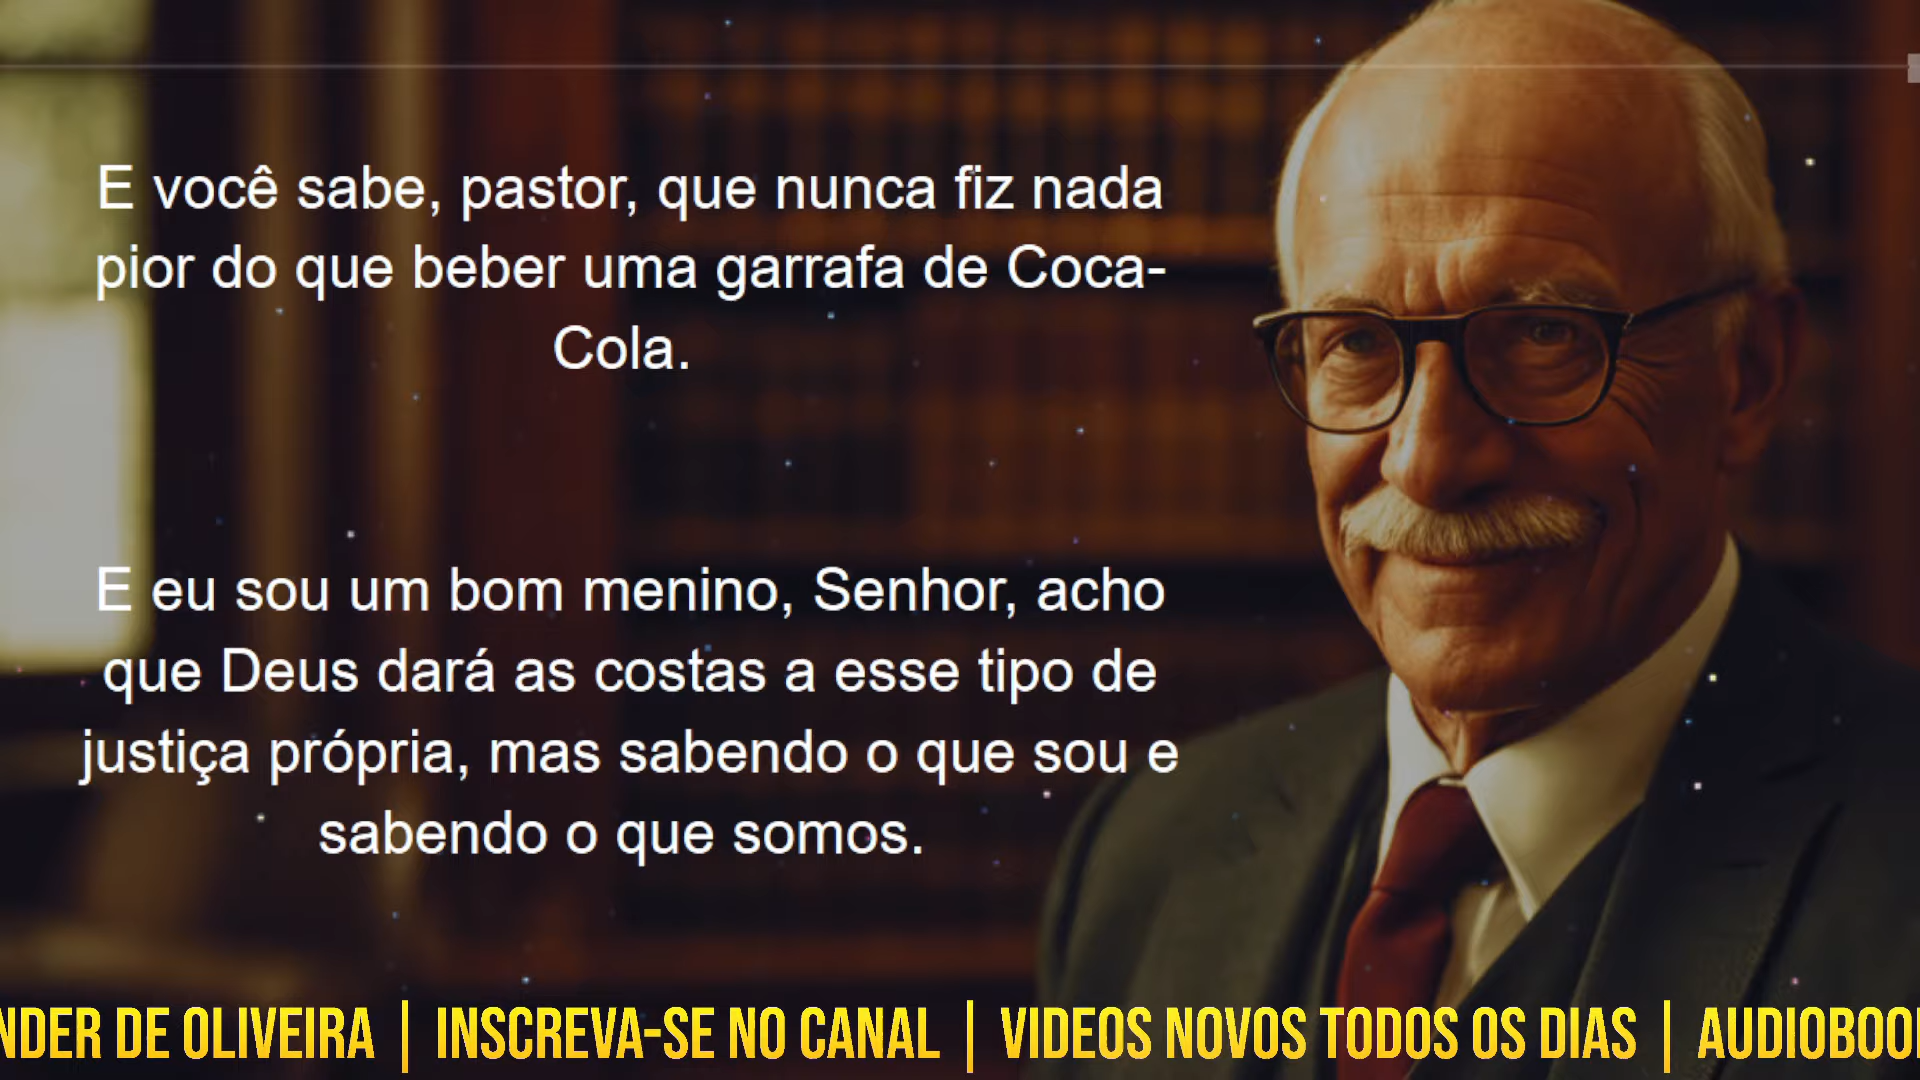 E você sabe, pastor, que nunca fiz nada
pior do que beber uma garrafa de Coca-
Cola.
E eu sou um bom menino, Senhor, acho
que Deus dará as costas a esse tipo de
justiça própria, mas sabendo o que sou e
sabendo o que somos.
NDER DE OLIVEIRA | INSCREVA-SE NO CANAL | VIDEOS NOVOS TODOS OS DIAS | AUDIOBOO